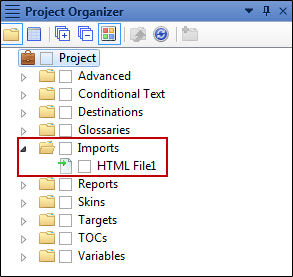 Project Organizer
Project
Advanced
Conditional Text
Destinations
Glossaries
Imports
HTML File1
Reports
Skins
Targets
TOCs
Variables